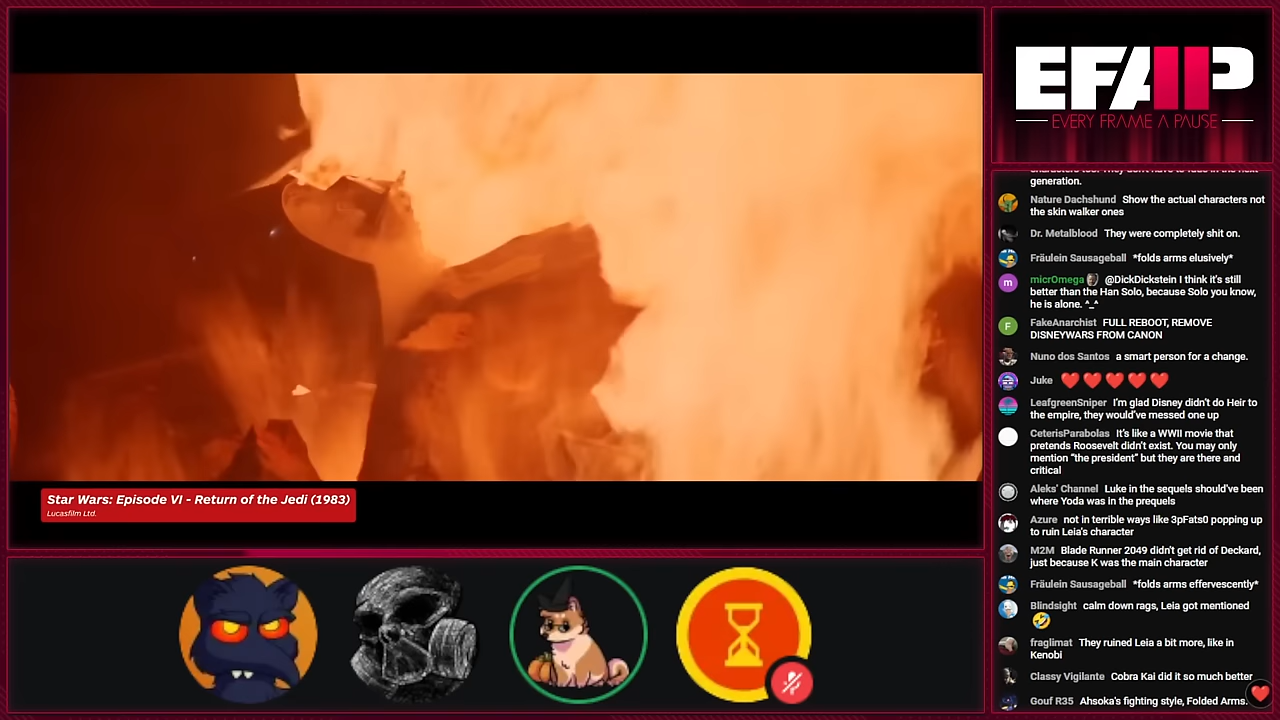 EFAP
EVERY FRAME A PAUSE
generation.
Nature Dachshund Show the actual characters not
the skin walker ones
Dr. Metalblood They were completely shit on.
Fräulein Sausageball *folds arms elusively*
micrOmega @DickDickstein I think it's still
better than the Han Solo, because Solo you know,
he is alone. ^_^
FakeAnarchist FULL REBOOT, REMOVE
DISNEYWARS FROM CANON
Nuno dos Santos a smart person for a change.
Juke ❤️❤️❤️❤️❤️
LeafgreenSniper I'm glad Disney didn't do Heir to
the empire, they would've messed one up
CeterisParabolas It's like a WWII movie that
pretends Roosevelt didn't exist. You may only
mention "the president" but they are there and
critical
Aleks' Channel Luke in the sequels should've been
where Yoda was in the prequels
Azure not in terrible ways like 3pFats0 popping up
to ruin Leia's character
M2M Blade Runner 2049 didn't get rid of Deckard,
just because K was the main character
Fräulein Sausageball *folds arms effervescently*
Blindsight calm down rags, Leia got mentioned
🤣
fraglimat They ruined Leia a bit more, like in
Kenobi
Classy Vigilante Cobra Kai did it so much better
Gouf R35 Ahsoka's fighting style, Folded Arms.
Star Wars: Episode VI - Return of the Jedi (1983)
Lucasfilm Ltd.
m
F